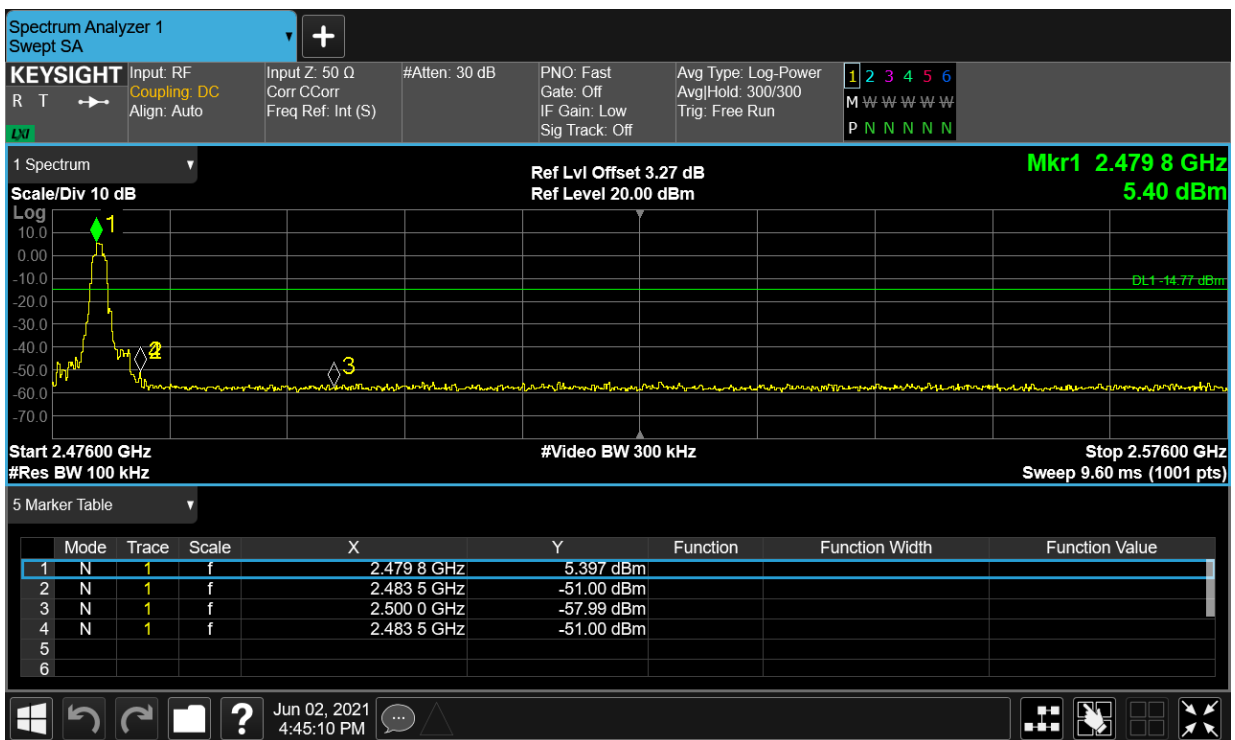 Spectrum Analyzer 1
Swept SA
+
KEYSIGHT Input: RF Input Z: 50 Ω #Atten: 30 dB PNO: Fast Avg Type: Log-Power 1 2 3 4 5 6
R T Coupling: DC Corr CCorr Gate: Off Avg|Hold: 300/300 M W W W W W
Align: Auto Freq Ref: Int (S) IF Gain: Low Trig: Free Run
LXI Sig Track: Off P N N N N N
1 Spectrum Ref Lvl Offset 3.27 dB Mkr1 2.479 8 GHz
Scale/Div 10 dB Ref Level 20.00 dBm 5.40 dBm
Log 1
10.0
0.00
-10.0 DL1 -14.77 dBm
-20.0
-30.0
-40.0 2
-50.0 3
-60.0
-70.0
Start 2.47600 GHz #Video BW 300 kHz Stop 2.57600 GHz
#Res BW 100 kHz Sweep 9.60 ms (1001 pts)
5 Marker Table
Mode Trace Scale X Y Function Function Width Function Value
1 N 1 f 2.479 8 GHz 5.397 dBm
2 N 1 f 2.483 5 GHz -51.00 dBm
3 N 1 f 2.500 0 GHz -57.99 dBm
4 N 1 f 2.483 5 GHz -51.00 dBm
5
6
? Jun 02, 2021
4:45:10 PM